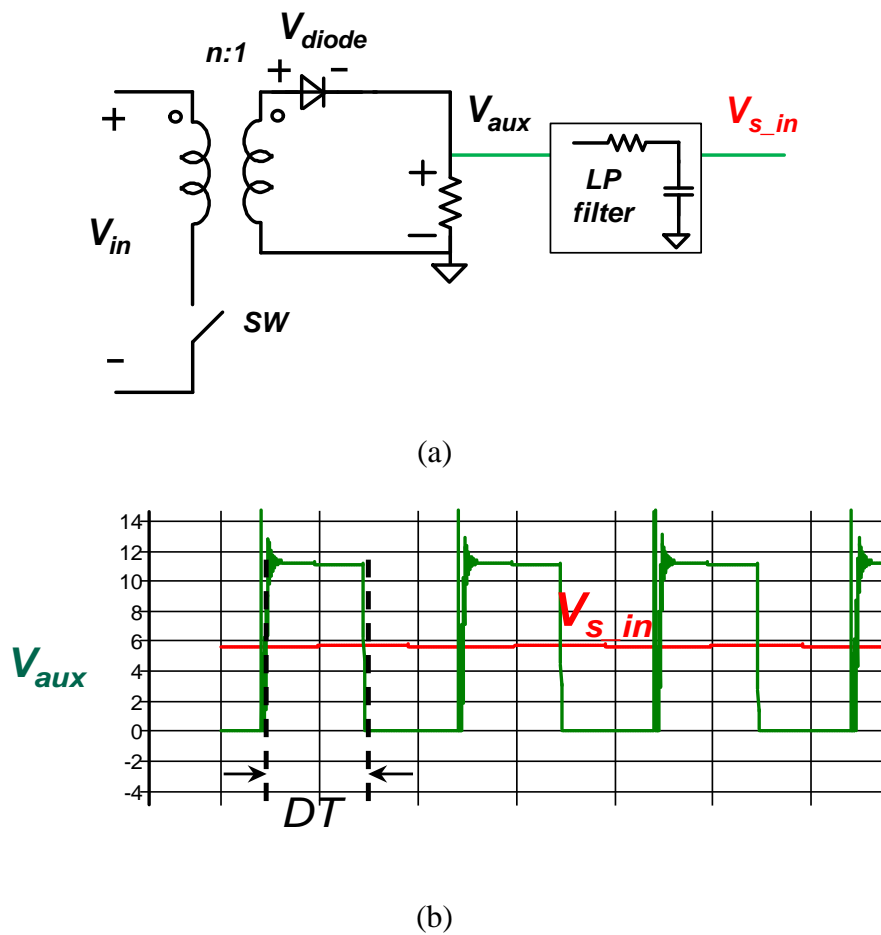 n:1
V_diode
+ −
+
V_in
−
SW
V_aux
+
−
LP
filter
V_s_in
(a)
14
12
10
8
6
4
2
0
-2
-4
V_aux
V_s_in
DT
(b)